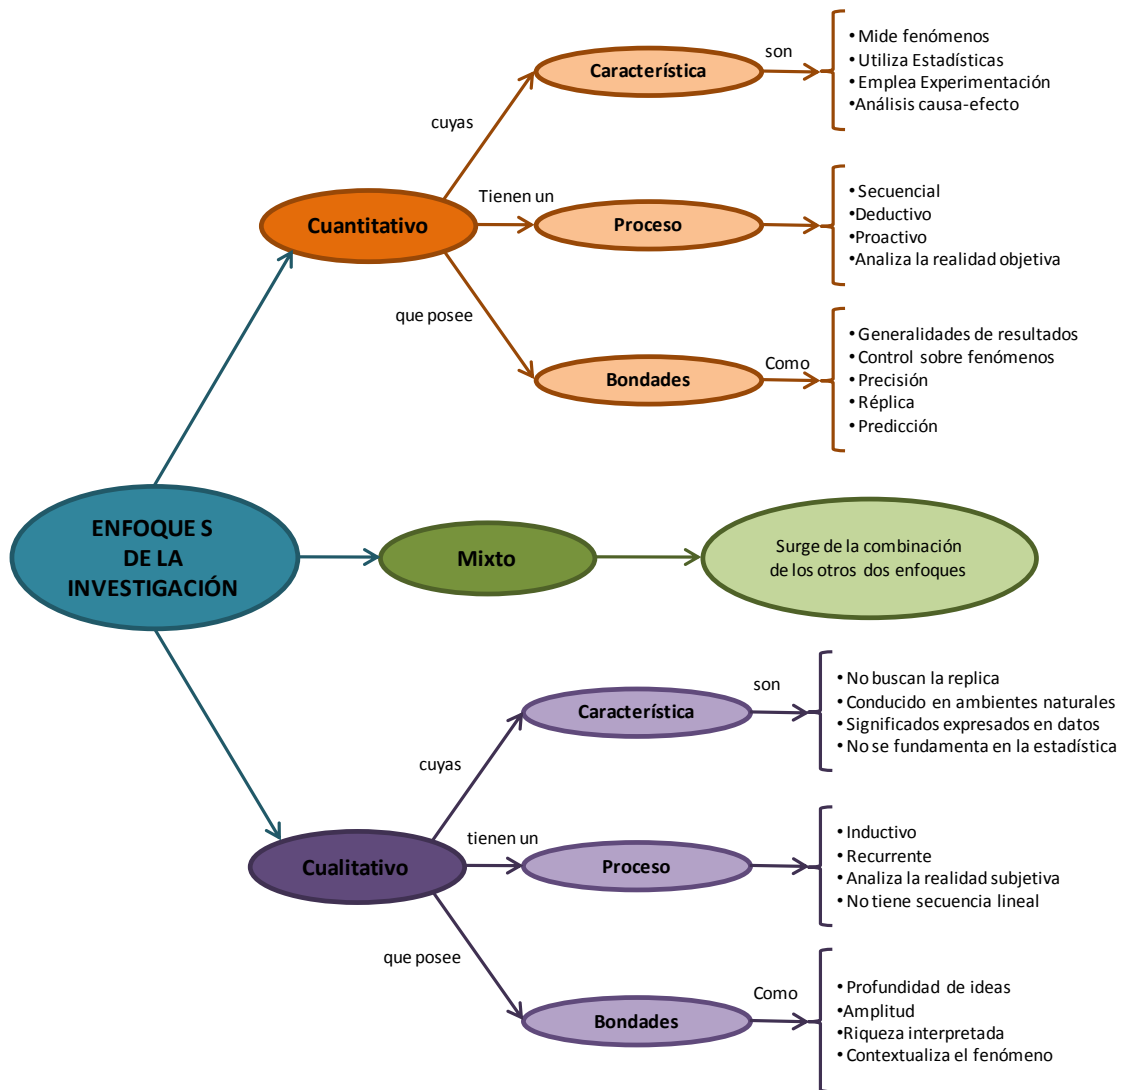 son
• Mide fenómenos
• Utiliza Estadísticas
• Emplea Experimentación
•Análisis causa-efecto
Característica
cuyas
Tienen un
• Secuencial
•Deductivo
•Proactivo
•Analiza la realidad objetiva
Cuantitativo
Proceso
que posee
Como
• Generalidades de resultados
• Control sobre fenómenos
• Precisión
• Réplica
• Predicción
Bondades
ENFOQUE S
DE LA
INVESTIGACIÓN
Mixto
Surge de la combinación
de los otros dos enfoques
son
• No buscan la replica
• Conducido en ambientes naturales
• Significados expresados en datos
• No se fundamenta en la estadística
Característica
cuyas
tienen un
• Inductivo
• Recurrente
• Analiza la realidad subjetiva
• No tiene secuencia lineal
Cualitativo
Proceso
que posee
Como
• Profundidad de ideas
•Amplitud
•Riqueza interpretada
• Contextualiza el fenómeno
Bondades